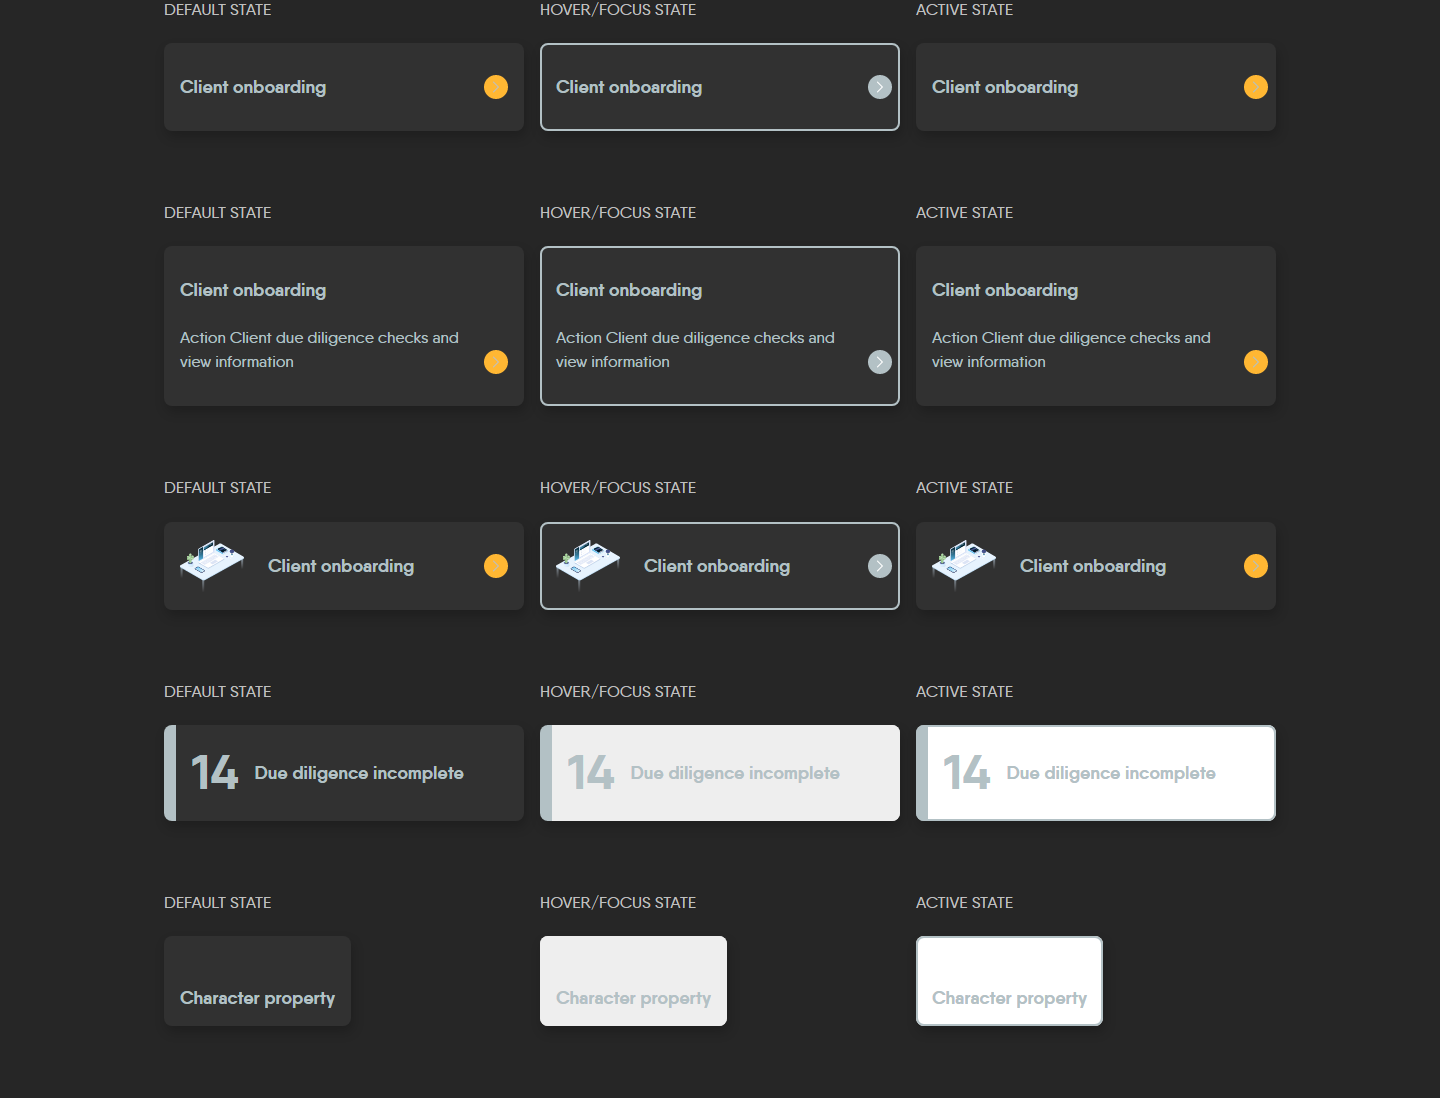 DEFAULT STATE
HOVER/FOCUS STATE
ACTIVE STATE
Client onboarding
Client onboarding
Client onboarding
DEFAULT STATE
HOVER/FOCUS STATE
ACTIVE STATE
Client onboarding
Action Client due diligence checks and
view information
Client onboarding
Action Client due diligence checks and
view information
Client onboarding
Action Client due diligence checks and
view information
DEFAULT STATE
HOVER/FOCUS STATE
ACTIVE STATE
Client onboarding
Client onboarding
Client onboarding
DEFAULT STATE
HOVER/FOCUS STATE
ACTIVE STATE
14 Due diligence incomplete
14 Due diligence incomplete
14 Due diligence incomplete
DEFAULT STATE
HOVER/FOCUS STATE
ACTIVE STATE
Character property
Character property
Character property